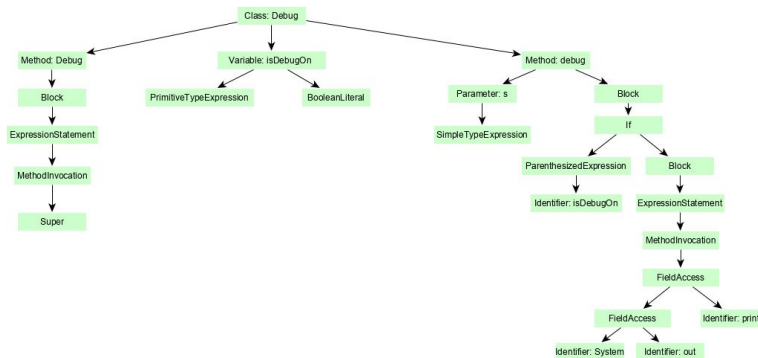 Class: Debug
Method: Debug
Variable: isDebugOn
Method: debug
Block
PrimitiveTypeExpression
BooleanLiteral
Parameter: s
Block
ExpressionStatement
SimpleTypeExpression
If
MethodInvocation
ParenthesizedExpression
Block
Super
Identifier: isDebugOn
ExpressionStatement
MethodInvocation
FieldAccess
FieldAccess
Identifier: print
Identifier: System
Identifier: out